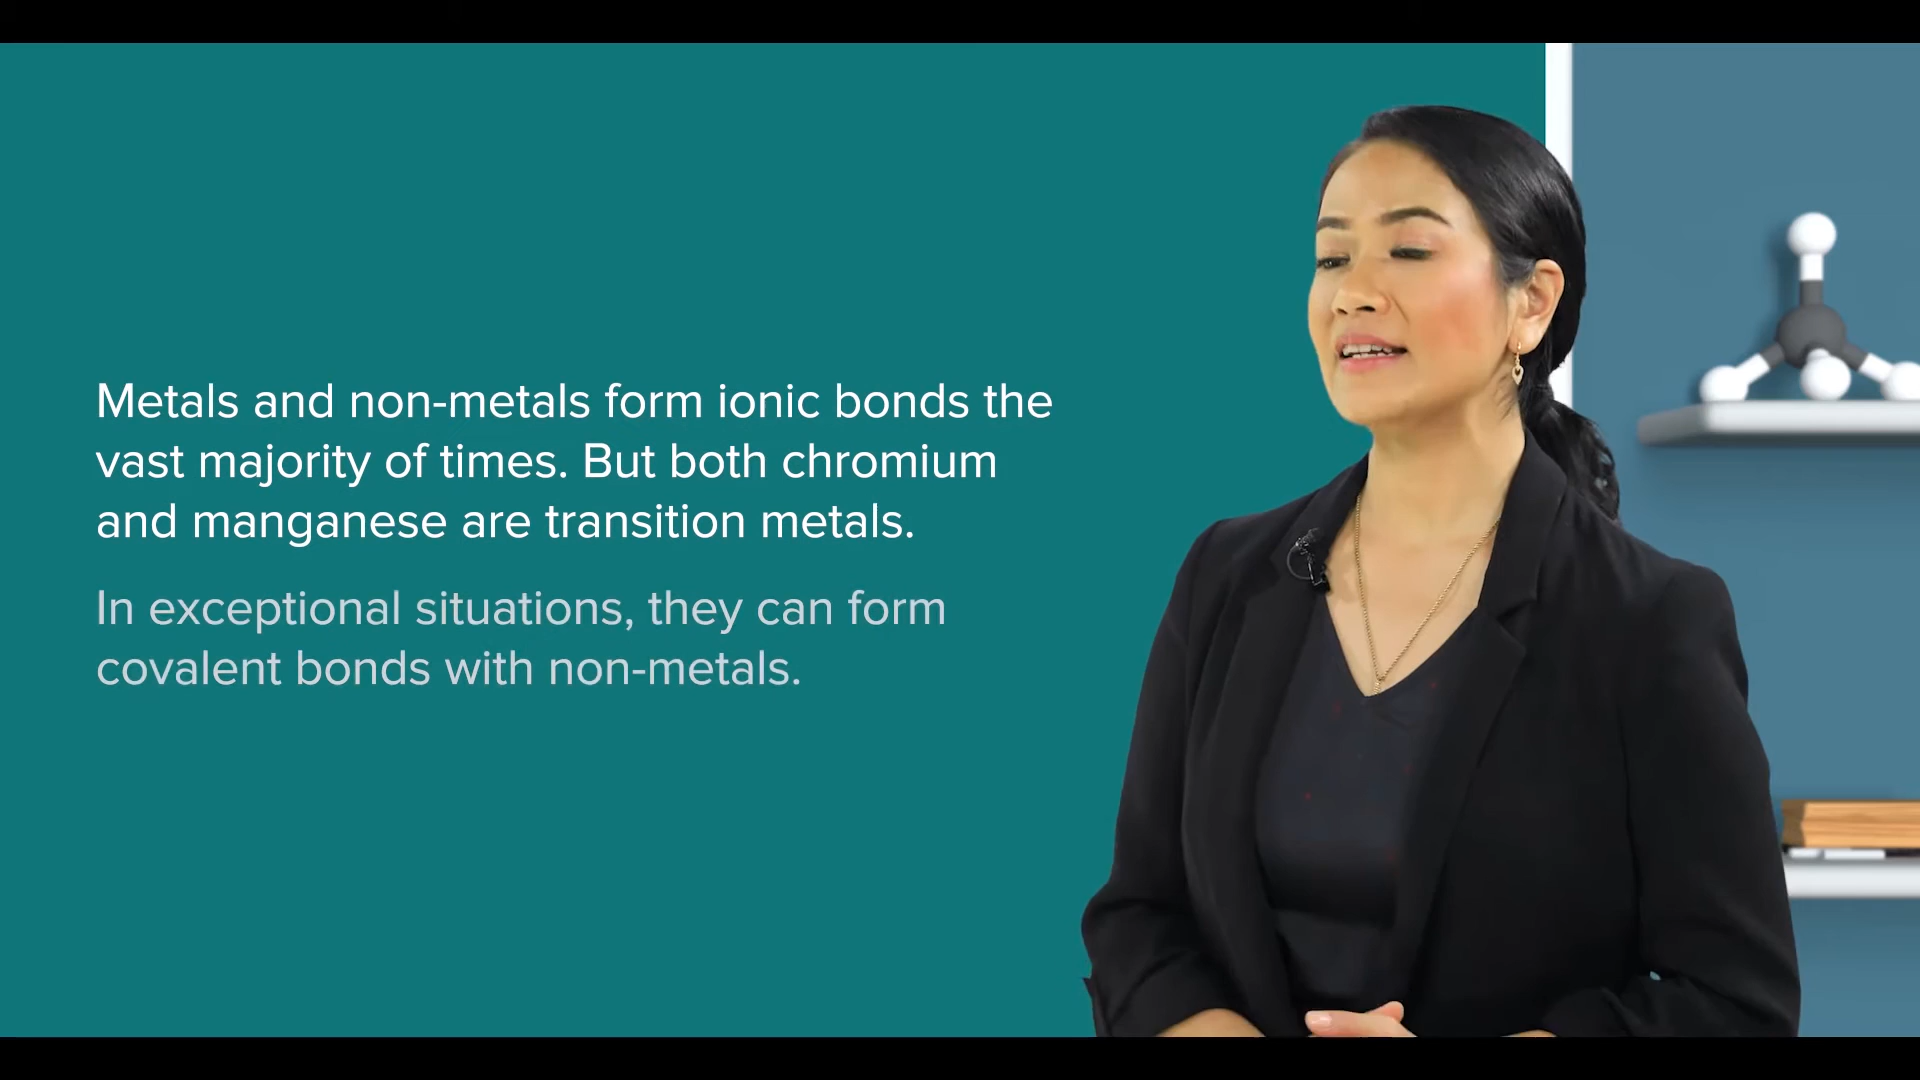 Metals and non-metals form ionic bonds the
vast majority of times. But both chromium
and manganese are transition metals.
In exceptional situations, they can form
covalent bonds with non-metals.